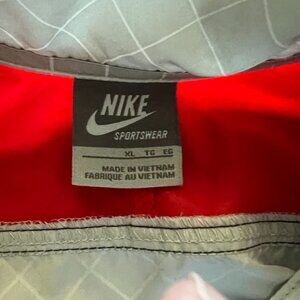 NIKE
SPORTSWEAR
XL TG EG
MADE IN VIETNAM
FABRIQUE AU VIETNAM